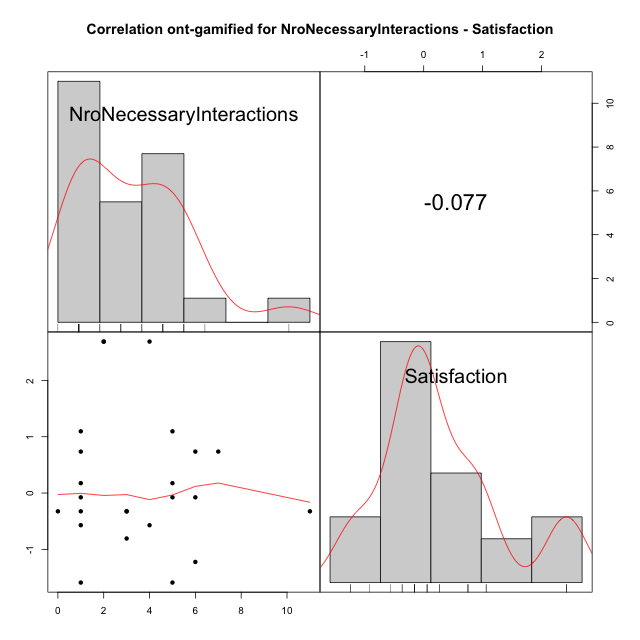 Correlation ont-gamified for NroNecessaryInteractions - Satisfaction
-1 0 1 2
NroNecessaryInteractions
-0.077
10
8
6
4
2
0
Satisfaction
2
1
0
-1
0 2 4 6 8 10